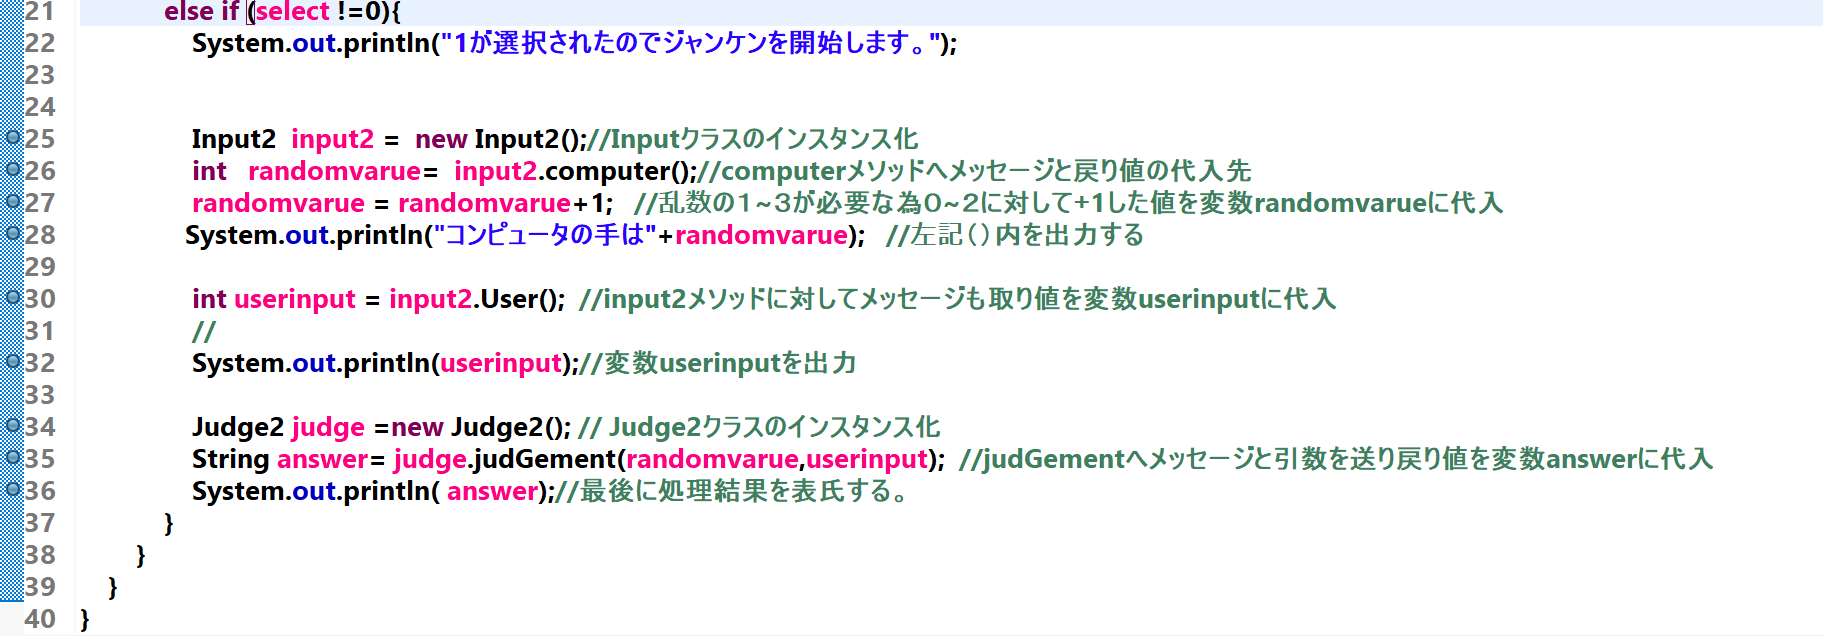 21 else if (select !=0){
22 System.out.println("1が選択されたのでジャンケンを開始します。");
23
24
25 Input2 input2 = new Input2();//Inputクラスのインスタンス化
26 int randomvarue= input2.computer();//computerメソッドへメッセージと戻り値の代入先
27 randomvarue = randomvarue+1; //乱数の１~３が必要な為０~２に対して+1した値を変数randomvarueに代入
28 System.out.println("コンピュータの手は"+randomvarue); //左記（）内を出力する
29
30 int userinput = input2.User(); //input2メソッドに対してメッセージも取り値を変数userinputに代入
31 //
32 System.out.println(userinput);//変数userinputを出力
33
34 Judge2 judge =new Judge2(); // Judge2クラスのインスタンス化
35 String answer= judge.judGement(randomvarue,userinput); //judGementへメッセージと引数を送り戻り値を変数answerに代入
36 System.out.println( answer);//最後に処理結果を表氏する。
37 }
38 }
39 }
40 }